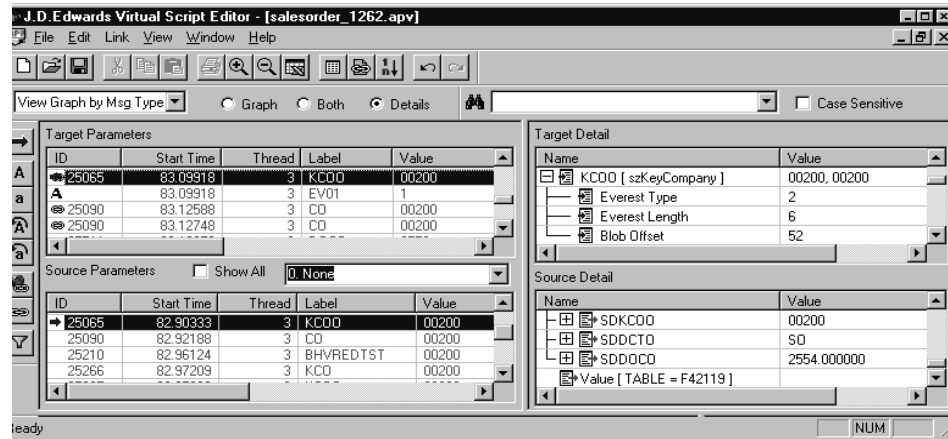 J.D.Edwards Virtual Script Editor - [salesorder_1262.apv]
File Edit Link View Window Help
View Graph by Msg Type Graph Both Details Case Sensitive
Target Parameters
ID Start Time Thread Label Value
25065 83.09918 3 KCOO 00200
A 83.09918 3 EV01 1
25090 83.12588 3 CO 00200
25090 83.12748 3 CO 00200
Source Parameters Show All 0. None
ID Start Time Thread Label Value
25065 82.90333 3 KCOO 00200
25090 82.92188 3 CO 00200
25210 82.96124 3 BHVREDTST 00200
25266 82.97209 3 KCO 00200
Target Detail
Name Value
KCOO [ szKeyCompany ] 00200, 00200
Everest Type 2
Everest Length 6
Blob Offset 52
Source Detail
Name Value
SDKCOO 00200
SDDCTO SO
SDDOCO 2554.000000
Value [ TABLE = F42119 ]
NUM